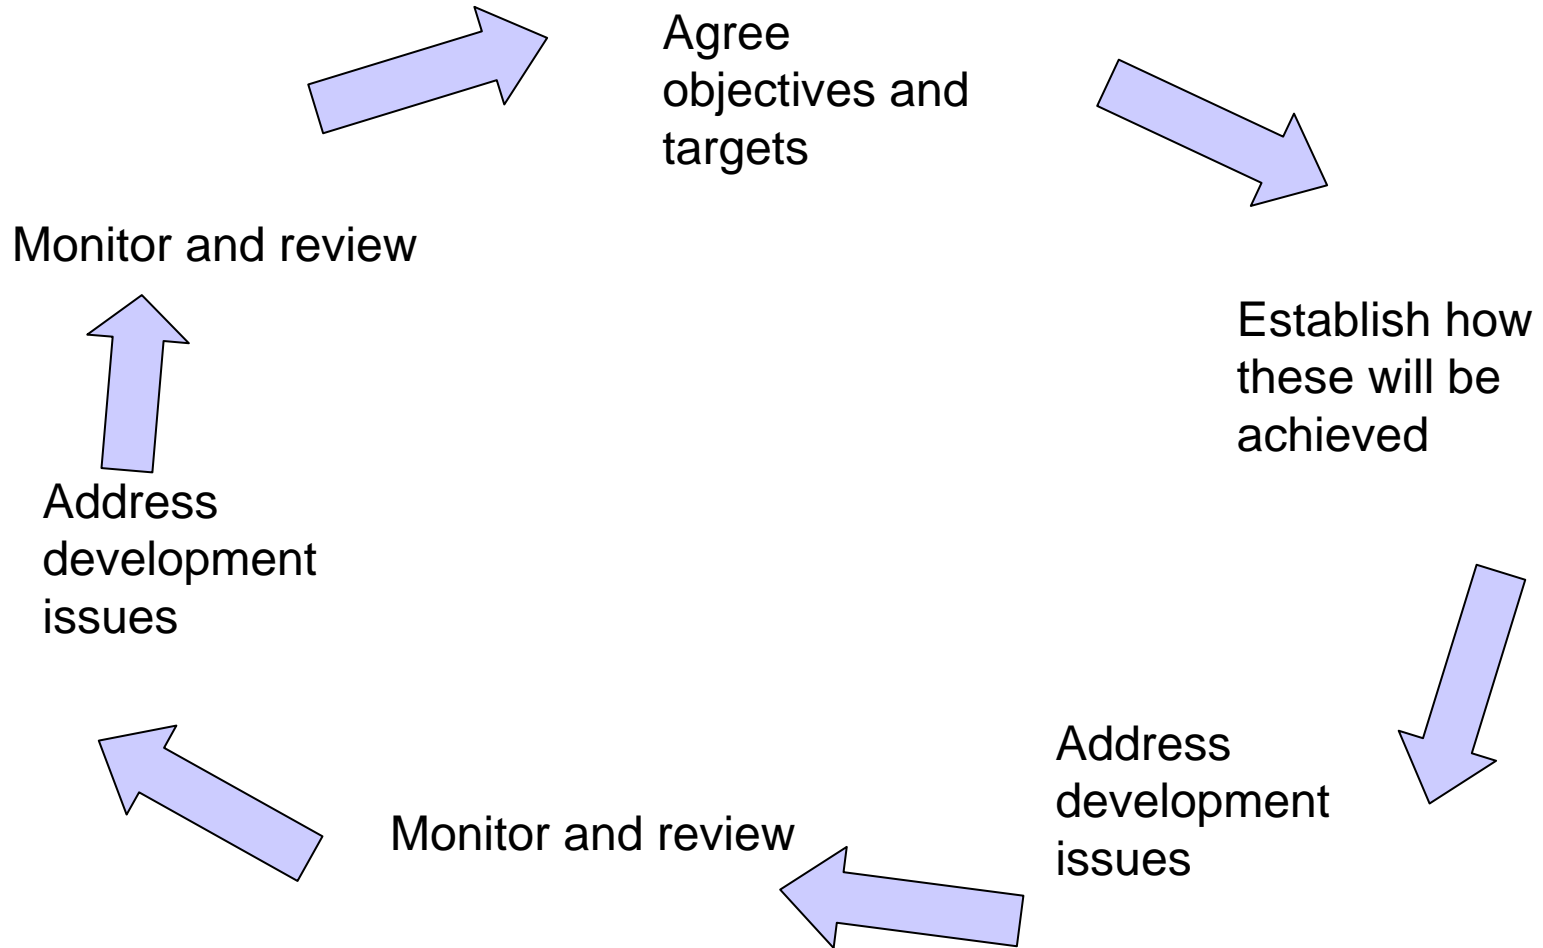 Agree
objectives and
targets
Monitor and review
Establish how
these will be
achieved
Address
development
issues
Address
development
issues
Monitor and review